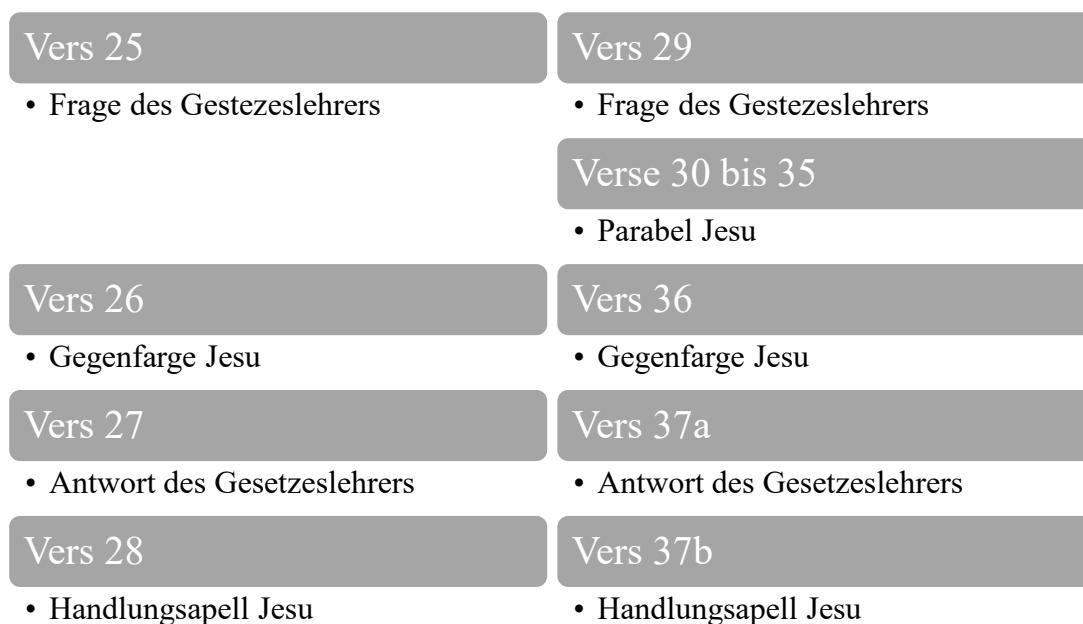 Vers 25
• Frage des Gestezeslehrers
Vers 26
• Gegenfarge Jesu
Vers 27
• Antwort des Gesetzeslehrers
Vers 28
• Handlungsapell Jesu
Vers 29
• Frage des Gestezeslehrers
Verse 30 bis 35
• Parabel Jesu
Vers 36
• Gegenfarge Jesu
Vers 37a
• Antwort des Gesetzeslehrers
Vers 37b
• Handlungsapell Jesu